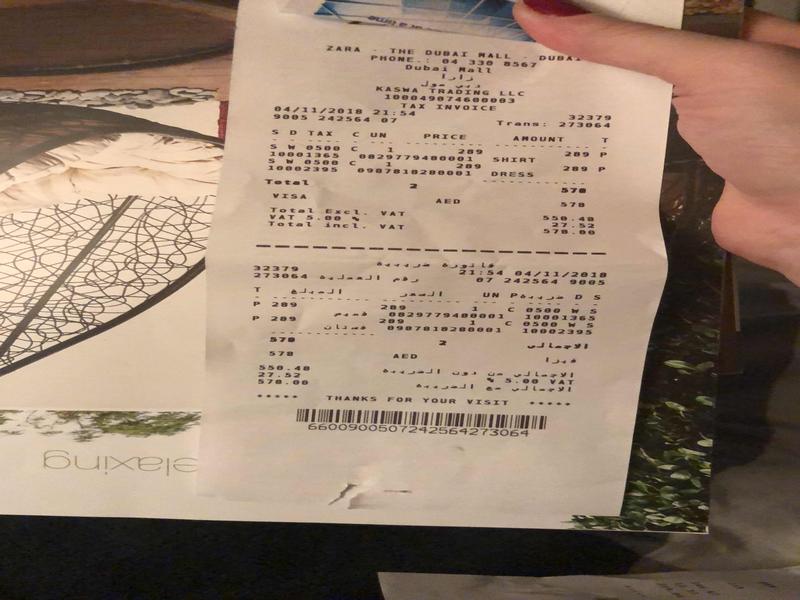 ZARA - THE DUBAI MALL - DUBAI
PHONE.: 04 330 8567
Dubai Mall
زارا
دبي مول
KASWA TRADING LLC
100049074600003
TAX INVOICE
04/11/2018 21:54 32379
9005 242564 07 Trans: 273064
S D TAX C UN PRICE AMOUNT T
S W 0500 C 1 289 289 P
10001365 0829779480001 SHIRT
S W 0500 C 1 289 289 P
10002395 0987818280001 DRESS
Total 2 578
VISA AED 578
Total Excl. VAT 550.48
VAT 5.00 % 27.52
Total incl. VAT 578.00
فاتورة ضريبية
32379 21:54 04/11/2018
273064 رقم العملية 07 242564 9005
T المبلغ السعر UN ضريبة D S
P 289 289 1 C 0500 W S
قميص 0829779480001 10001365
P 289 289 1 C 0500 W S
فستان 0987818280001 10002395
578 2 الاجمالي
578 AED فيزا
550.48 الاجمالي من دون الضريبة
27.52 % 5.00 VAT
578.00 الاجمالي مع الضريبة
***** THANKS FOR YOUR VISIT *****
6600900507242564273064
elaxing